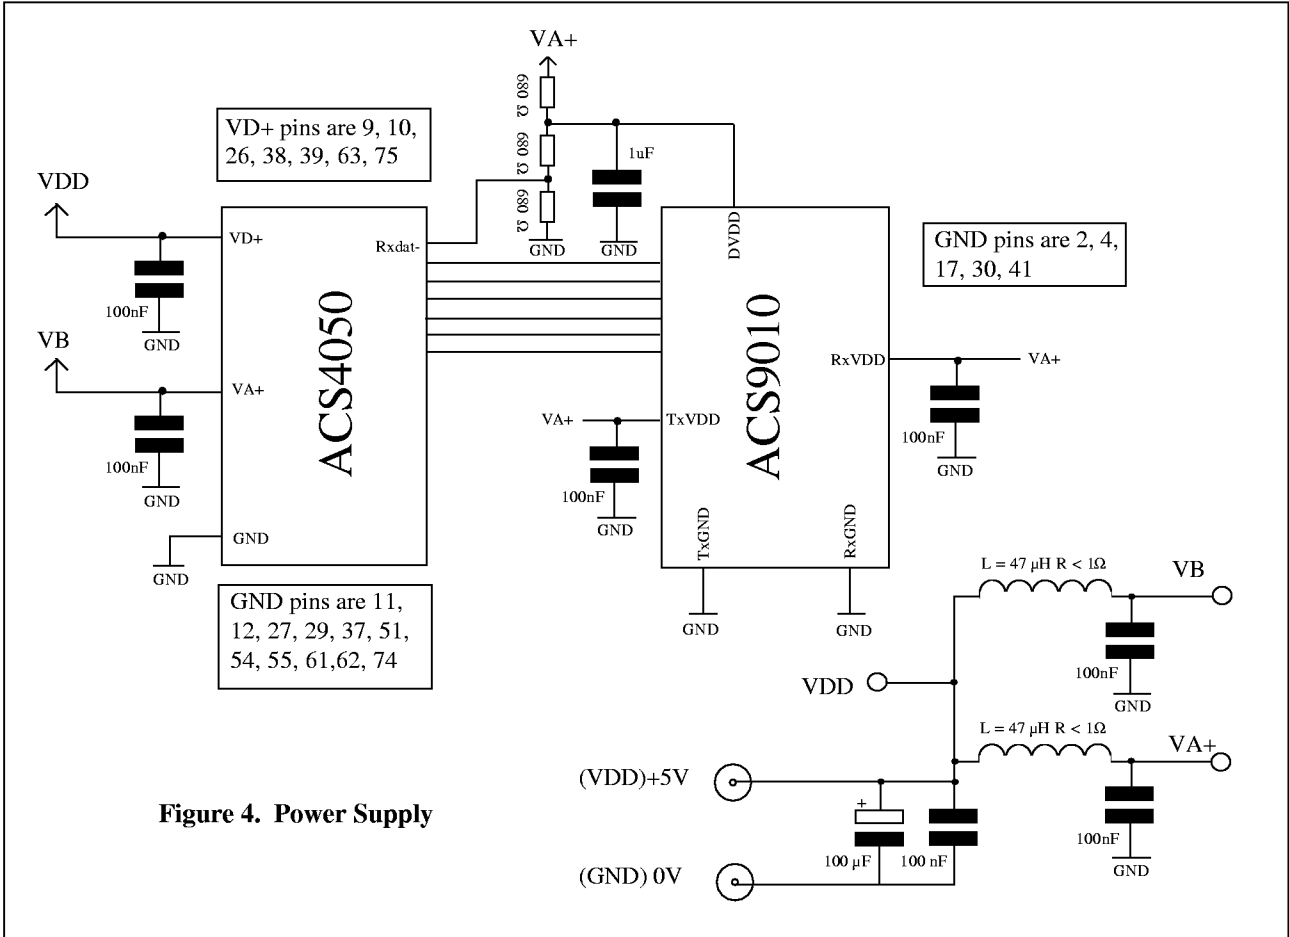 VA+
680 Ω
680 Ω
680 Ω
VD+ pins are 9, 10,
26, 38, 39, 63, 75
1uF
VDD
VD+
Rxdat-
GND
GND
DVDD
GND pins are 2, 4,
17, 30, 41
100nF
GND
VB
VA+
ACS4050
ACS9010
RxVDD
VA+
VA+
TxVDD
100nF
GND
100nF
GND
100nF
GND
100nF
GND
GND
GND
TxGND
RxGND
GND
GND
GND pins are 11,
12, 27, 29, 37, 51,
54, 55, 61,62, 74
L = 47 µH R < 1Ω
VB
100nF
GND
VDD
L = 47 µH R < 1Ω
VA+
100nF
GND
(VDD)+5V
+
100 µF
100 nF
(GND) 0V
Figure 4. Power Supply